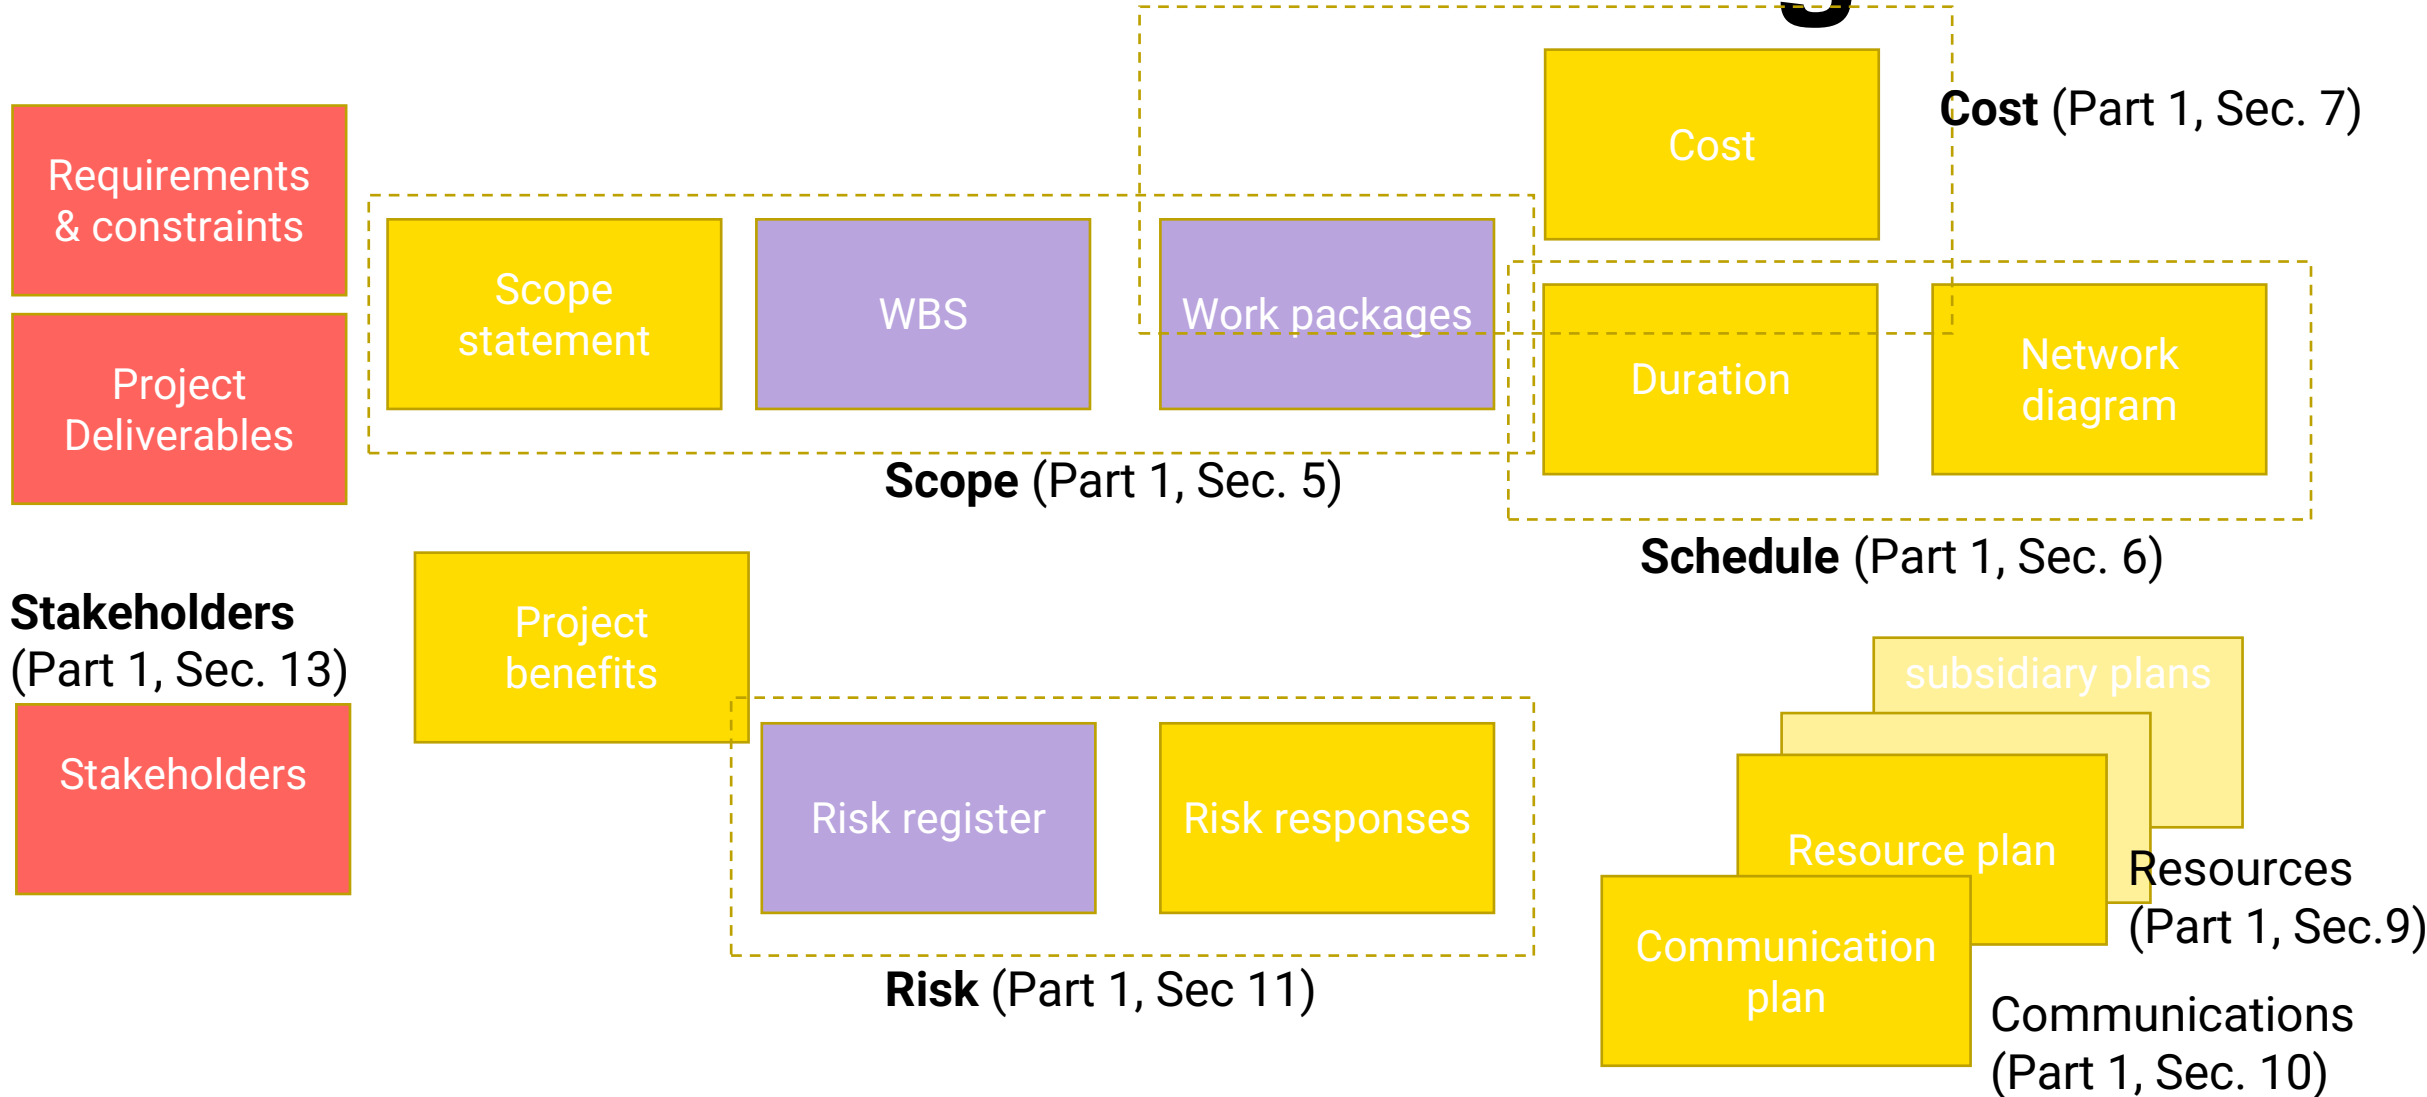 Cost
Cost (Part 1, Sec. 7)
Requirements
& constraints
Scope
statement
WBS
Work packages
Duration
Network
diagram
Project
Deliverables
Scope (Part 1, Sec. 5)
Schedule (Part 1, Sec. 6)
Stakeholders
(Part 1, Sec. 13)
Stakeholders
Project
benefits
Risk register
Risk responses
Risk (Part 1, Sec 11)
subsidiary plans
Resource plan
Resources
(Part 1, Sec.9)
Communication
plan
Communications
(Part 1, Sec. 10)